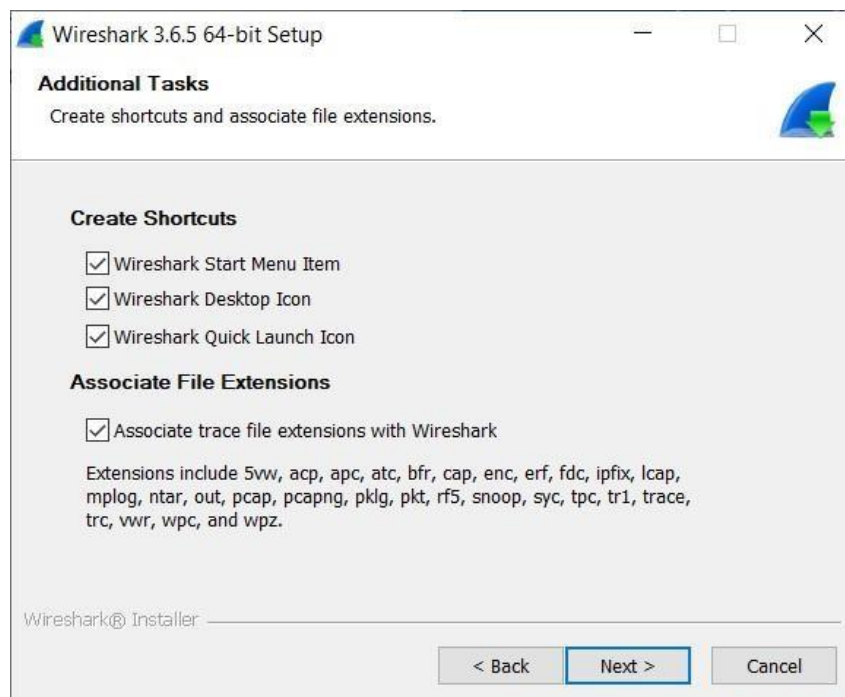 Wireshark 3.6.5 64-bit Setup
Additional Tasks
Create shortcuts and associate file extensions.
Create Shortcuts
Wireshark Start Menu Item
Wireshark Desktop Icon
Wireshark Quick Launch Icon
Associate File Extensions
Associate trace file extensions with Wireshark
Extensions include 5vw, acp, apc, atc, bfr, cap, enc, erf, fdc, ipfix, lcap,
mplog, ntar, out, pcap, pcapng, pklg, pkt, rf5, snoop, syc, tpc, tr1, trace,
trc, vwr, wpc, and wpz.
Wireshark® Installer
< Back Next > Cancel